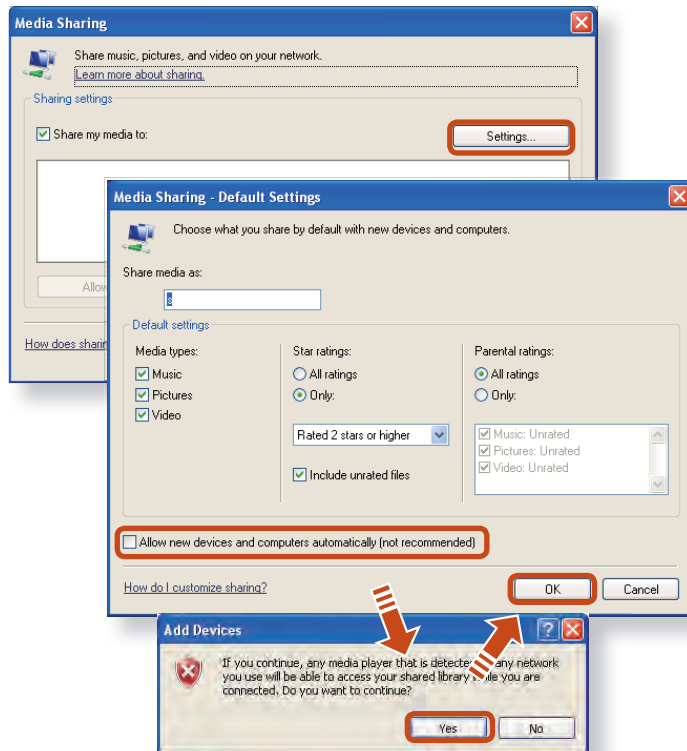 Media Sharing
Share music, pictures, and video on your network.
Learn more about sharing.
Sharing settings
Share my media to:
Settings...
Allow
How does sharin
Media Sharing - Default Settings
Choose what you share by default with new devices and computers.
Share media as:
s
Default settings
Media types:
Music
Pictures
Video
Star ratings:
All ratings
Only:
Rated 2 stars or higher
Include unrated files
Parental ratings:
All ratings
Only:
Music: Unrated
Pictures: Unrated
Video: Unrated
Allow new devices and computers automatically (not recommended)
How do I customize sharing?
OK
Cancel
Add Devices
If you continue, any media player that is detected any network
you use will be able to access your shared library while you are
connected. Do you want to continue?
Yes
No